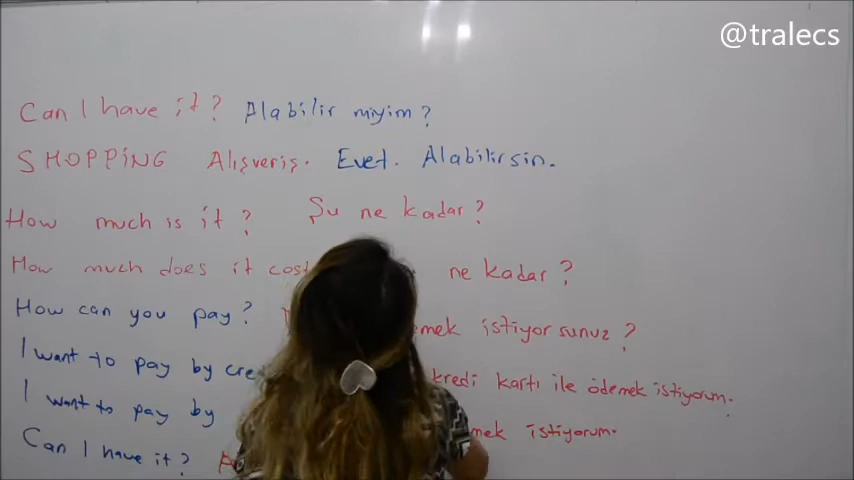 @tralecs
Can I have it? Alabilir miyim?
SHOPPING Alışveriş. Evet. Alabilirsin.
How much is it? Şu ne kadar?
How much does it cost ne kadar?
How can you pay? istiyorsunuz?
I want to pay by kredi kartı ile ödemek istiyorum.
I want to pay by istiyorum.
Can I have it?